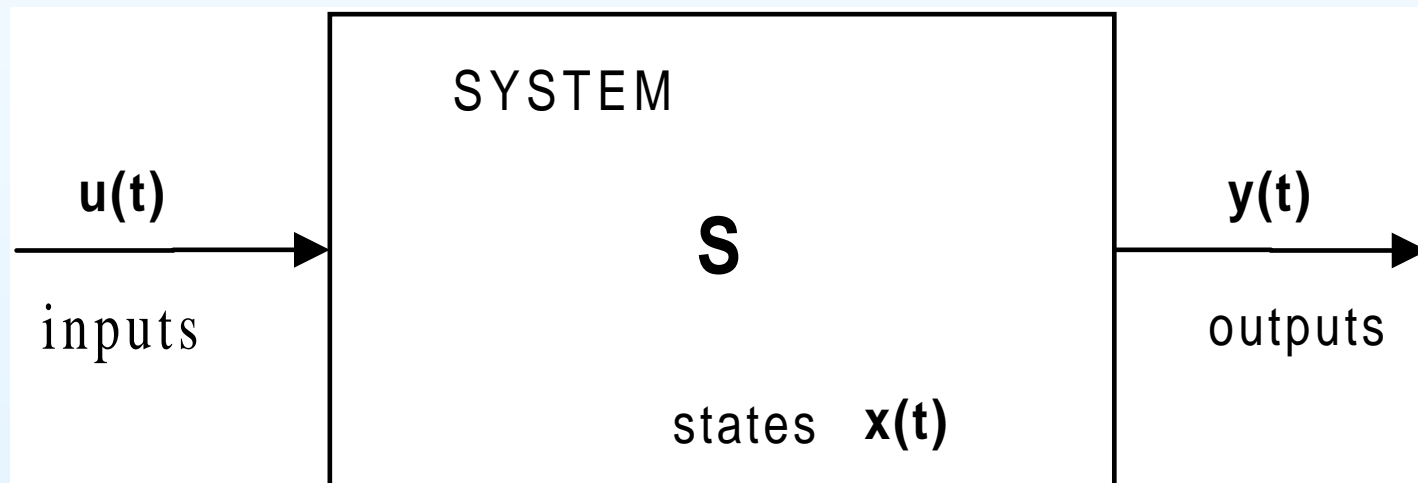 SYSTEM
u(t)
y(t)
S
inputs
outputs
states x(t)